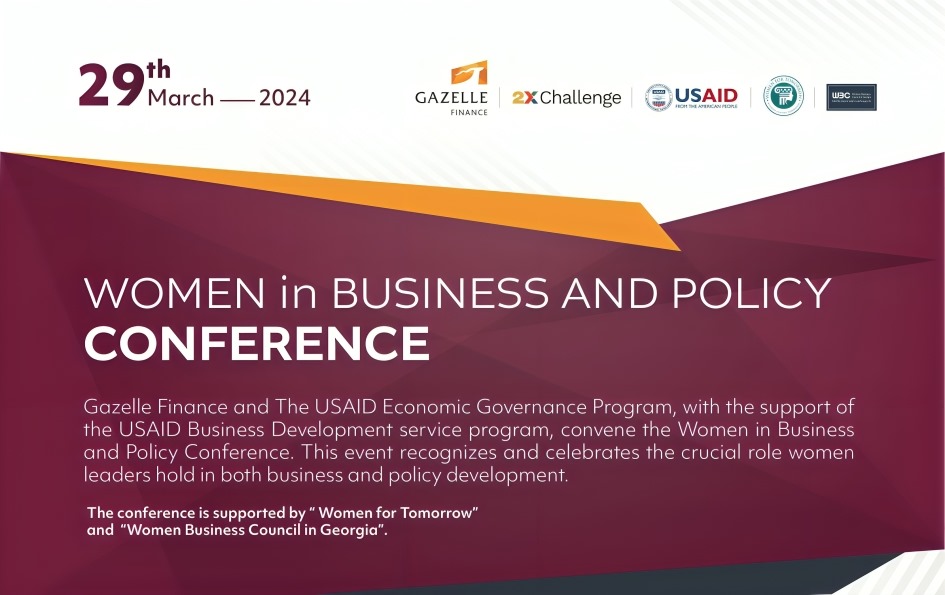 29th
March — 2024
GAZELLE
FINANCE
2XChallenge
USAID
FROM THE AMERICAN PEOPLE
WBC
WOMEN in BUSINESS AND POLICY
CONFERENCE
Gazelle Finance and The USAID Economic Governance Program, with the support of
the USAID Business Development service program, convene the Women in Business
and Policy Conference. This event recognizes and celebrates the crucial role women
leaders hold in both business and policy development.
The conference is supported by “ Women for Tomorrow”
and “Women Business Council in Georgia”.